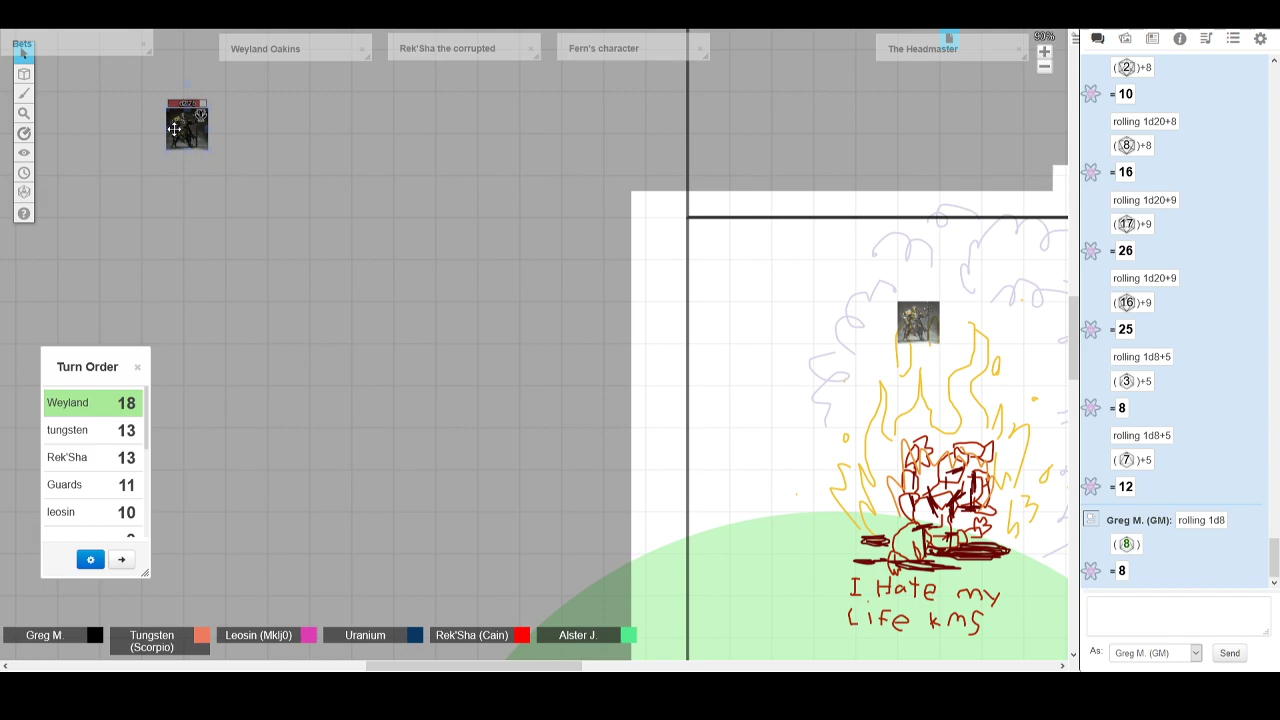 Bets
Weyland Oakins
Rek'Sha the corrupted
Fern's character
The Headmaster
90%
(2)+8
= 10
rolling 1d20+8
(8)+8
= 16
rolling 1d20+9
(17)+9
= 26
rolling 1d20+9
(16)+9
= 25
rolling 1d8+5
(3)+5
= 8
rolling 1d8+5
(7)+5
= 12
Greg M. (GM): rolling 1d8
(8)
= 8
Turn Order
Weyland 18
tungsten 13
Rek'Sha 13
Guards 11
leosin 10
I Hate my
Life kms
Greg M.
Tungsten
(Scorpio)
Leosin (Mklj0)
Uranium
Rek'Sha (Cain)
Alster J.
As: Greg M. (GM)
Send